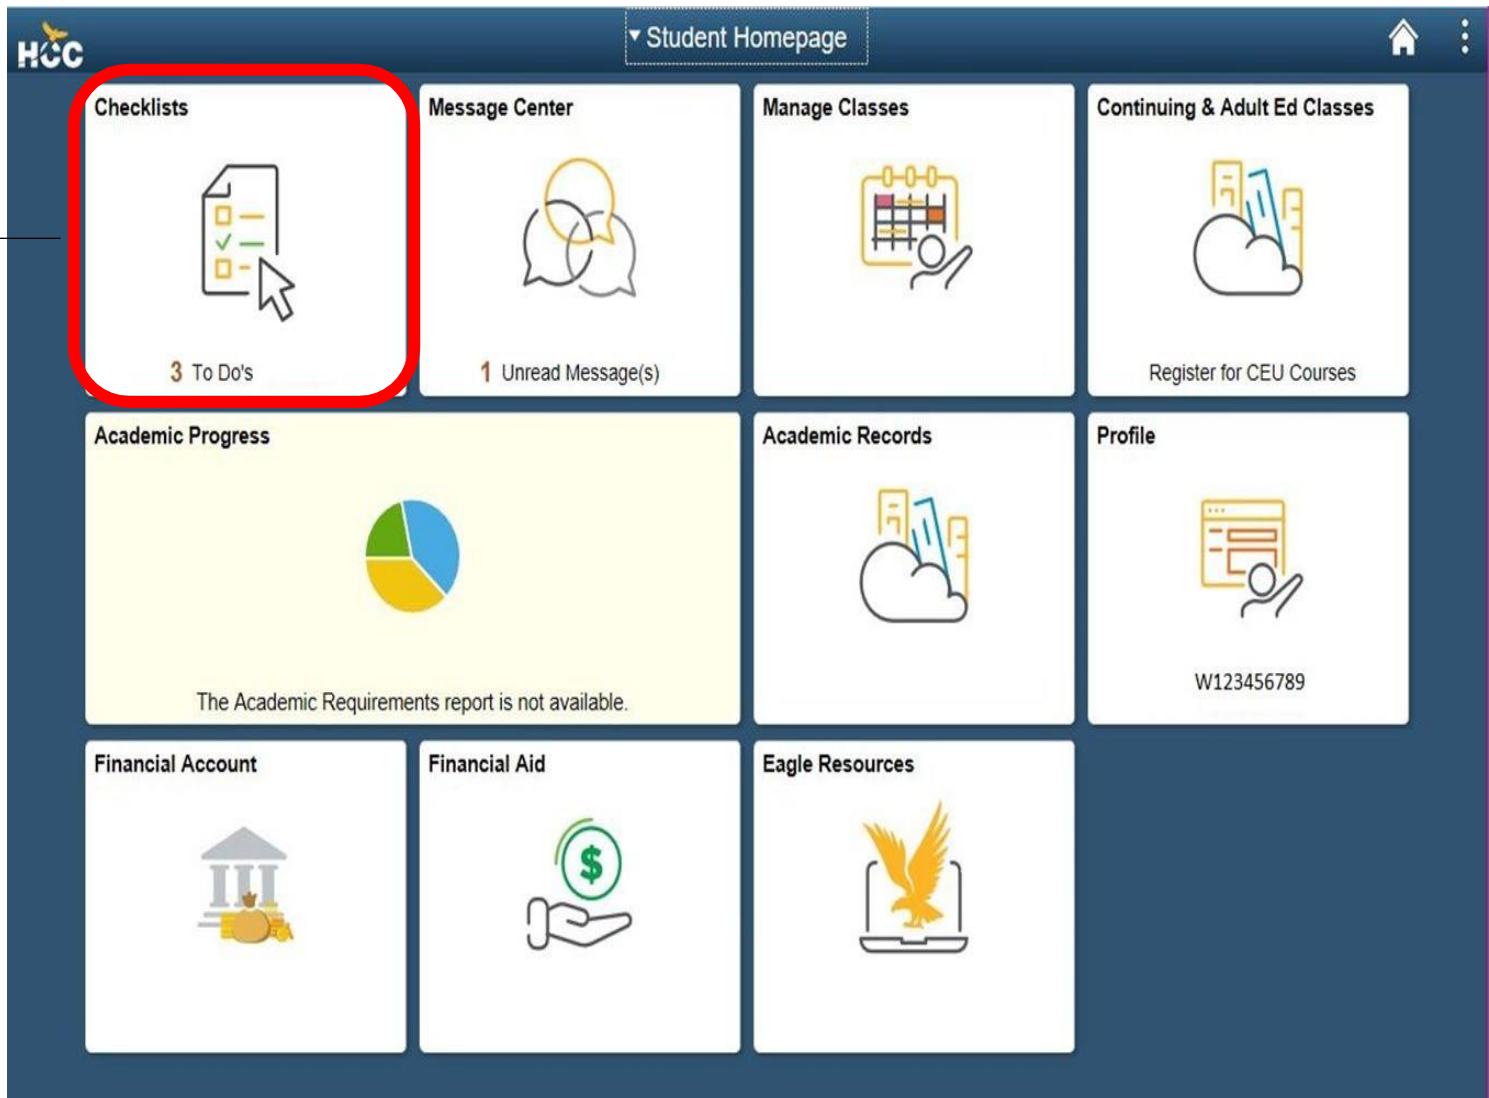 HCC
▾ Student Homepage
Checklists
3 To Do's
Message Center
1 Unread Message(s)
Manage Classes
Continuing & Adult Ed Classes
Register for CEU Courses
Academic Progress
The Academic Requirements report is not available.
Academic Records
Profile
W123456789
Financial Account
Financial Aid
$
Eagle Resources